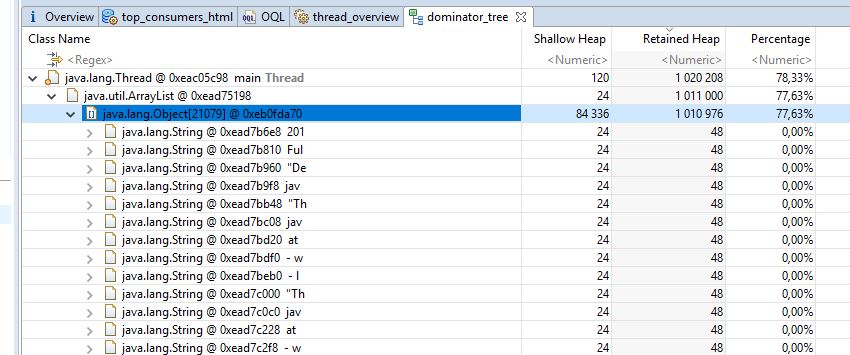 i Overview top_consumers_html OQL thread_overview dominator_tree
Class Name Shallow Heap Retained Heap Percentage
<Regex> <Numeric> <Numeric> <Numeric>
java.lang.Thread @ 0xeac05c98 main Thread 120 1 020 208 78,33%
java.util.ArrayList @ 0xead75198 24 1 011 000 77,63%
java.lang.Object[21079] @ 0xeb0fda70 84 336 1 010 976 77,63%
java.lang.String @ 0xead7b6e8 201 24 48 0,00%
java.lang.String @ 0xead7b810 Ful 24 48 0,00%
java.lang.String @ 0xead7b960 "De 24 48 0,00%
java.lang.String @ 0xead7b9f8 jav 24 48 0,00%
java.lang.String @ 0xead7bb48 "Th 24 48 0,00%
java.lang.String @ 0xead7bc08 jav 24 48 0,00%
java.lang.String @ 0xead7bd20 at 24 48 0,00%
java.lang.String @ 0xead7bdf0 - w 24 48 0,00%
java.lang.String @ 0xead7beb0 - l 24 48 0,00%
java.lang.String @ 0xead7c000 "Th 24 48 0,00%
java.lang.String @ 0xead7c0c0 jav 24 48 0,00%
java.lang.String @ 0xead7c228 at 24 48 0,00%
java.lang.String @ 0xead7c2f8 - w 24 48 0,00%